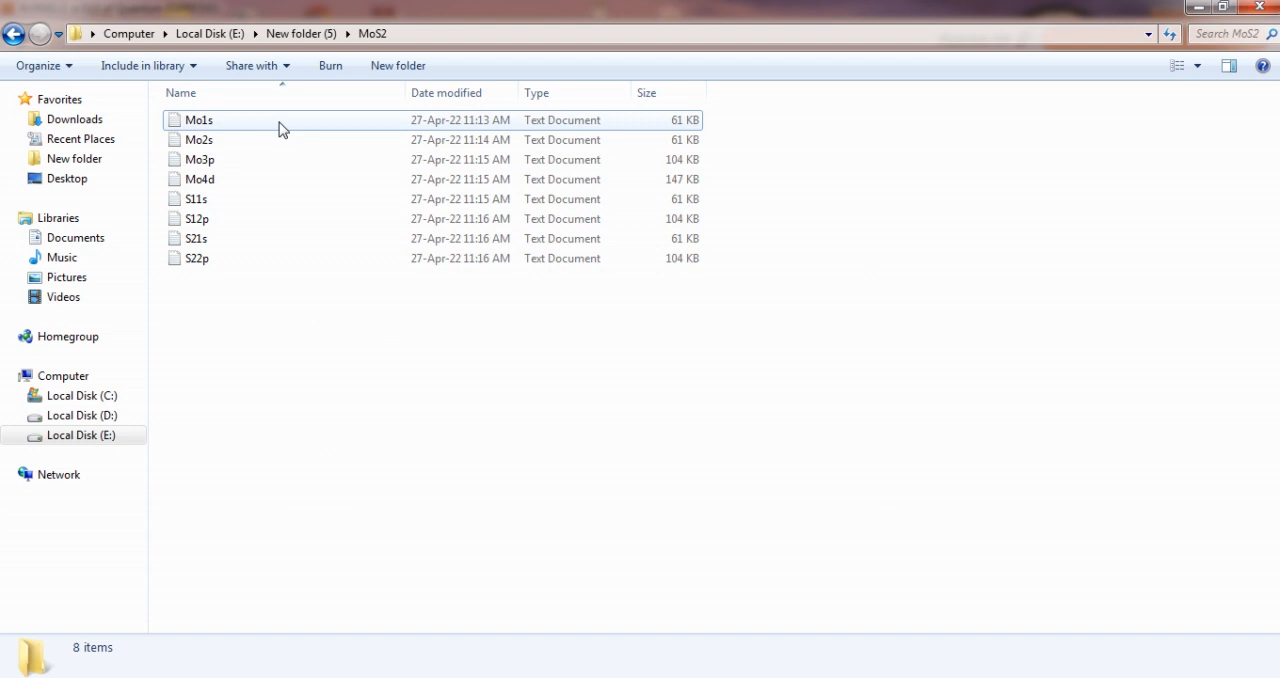 Computer Local Disk (E:) New folder (5) MoS2 Search MoS2
Organize Include in library Share with Burn New folder
Name Date modified Type Size
Favorites
Downloads
Recent Places
New folder
Desktop
Libraries
Documents
Music
Pictures
Videos
Homegroup
Computer
Local Disk (C:)
Local Disk (D:)
Local Disk (E:)
Network
Mo1s 27-Apr-22 11:13 AM Text Document 61 KB
Mo2s 27-Apr-22 11:14 AM Text Document 61 KB
Mo3p 27-Apr-22 11:15 AM Text Document 104 KB
Mo4d 27-Apr-22 11:15 AM Text Document 147 KB
S11s 27-Apr-22 11:15 AM Text Document 61 KB
S12p 27-Apr-22 11:16 AM Text Document 104 KB
S21s 27-Apr-22 11:16 AM Text Document 61 KB
S22p 27-Apr-22 11:16 AM Text Document 104 KB
8 items